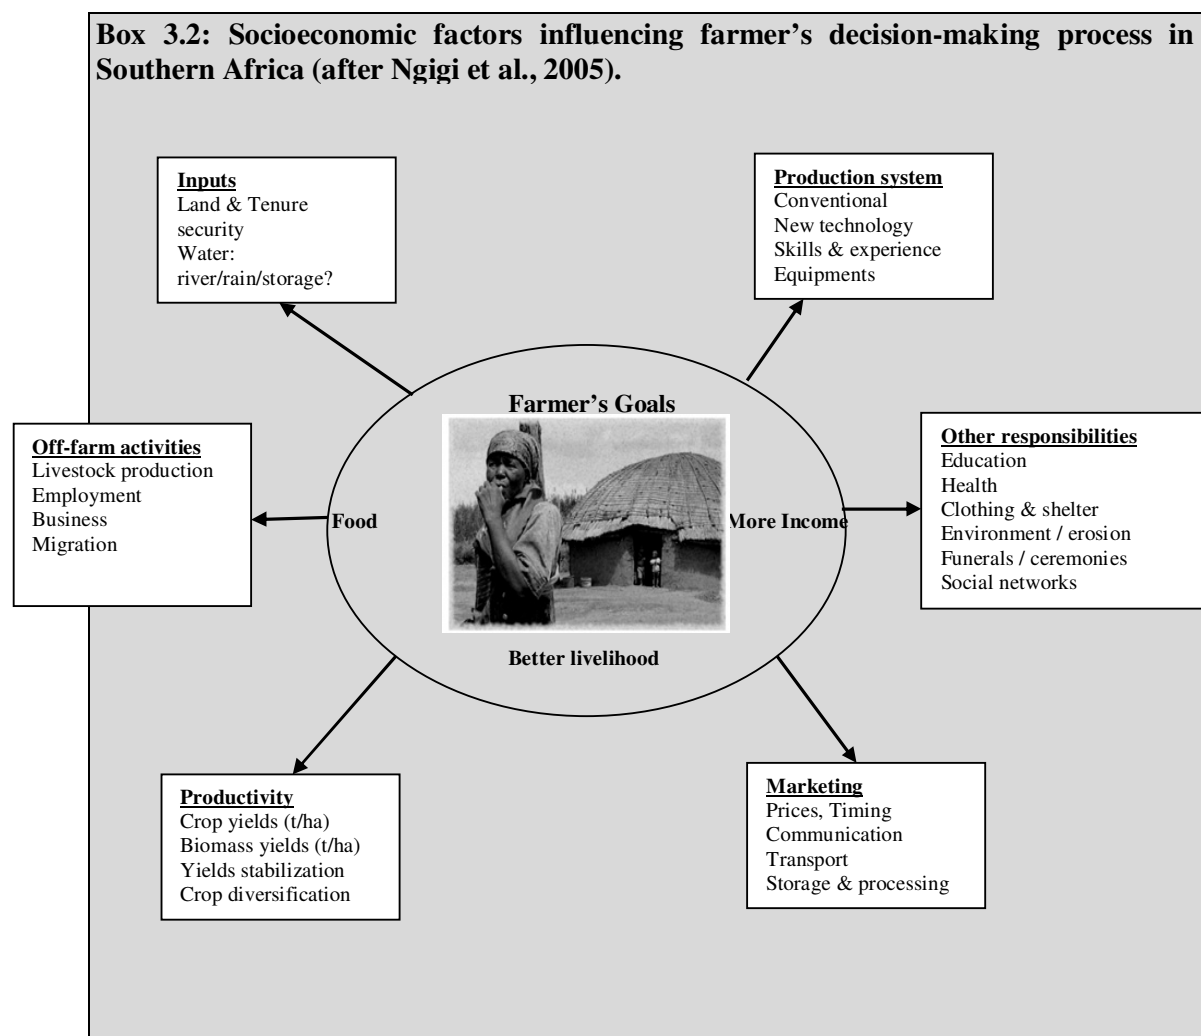 Box 3.2: Socioeconomic factors influencing farmer's decision-making process in
Southern Africa (after Ngigi et al., 2005).
Inputs
Land & Tenure
security
Water:
river/rain/storage?
Production system
Conventional
New technology
Skills & experience
Equipments
Farmer's Goals
Off-farm activities
Livestock production
Employment
Business
Migration
Food
More Income
Other responsibilities
Education
Health
Clothing & shelter
Environment / erosion
Funerals / ceremonies
Social networks
Better livelihood
Productivity
Crop yields (t/ha)
Biomass yields (t/ha)
Yields stabilization
Crop diversification
Marketing
Prices, Timing
Communication
Transport
Storage & processing